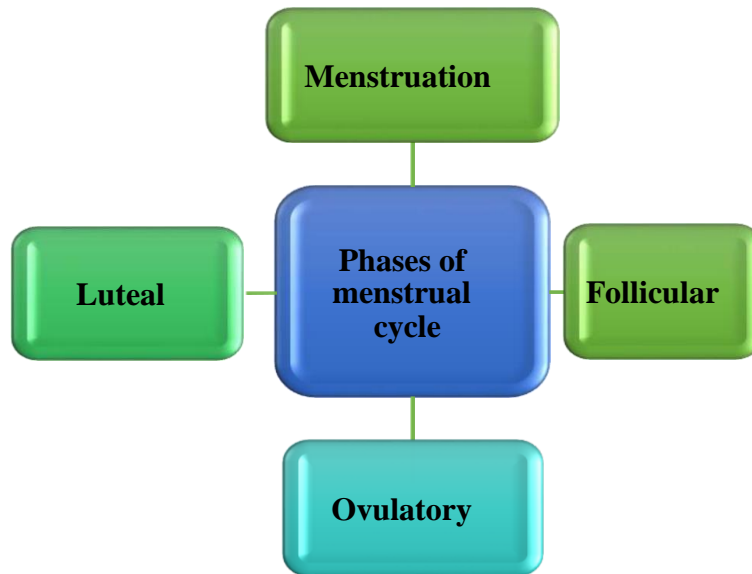 Menstruation
Luteal
Phases of
menstrual
cycle
Follicular
Ovulatory